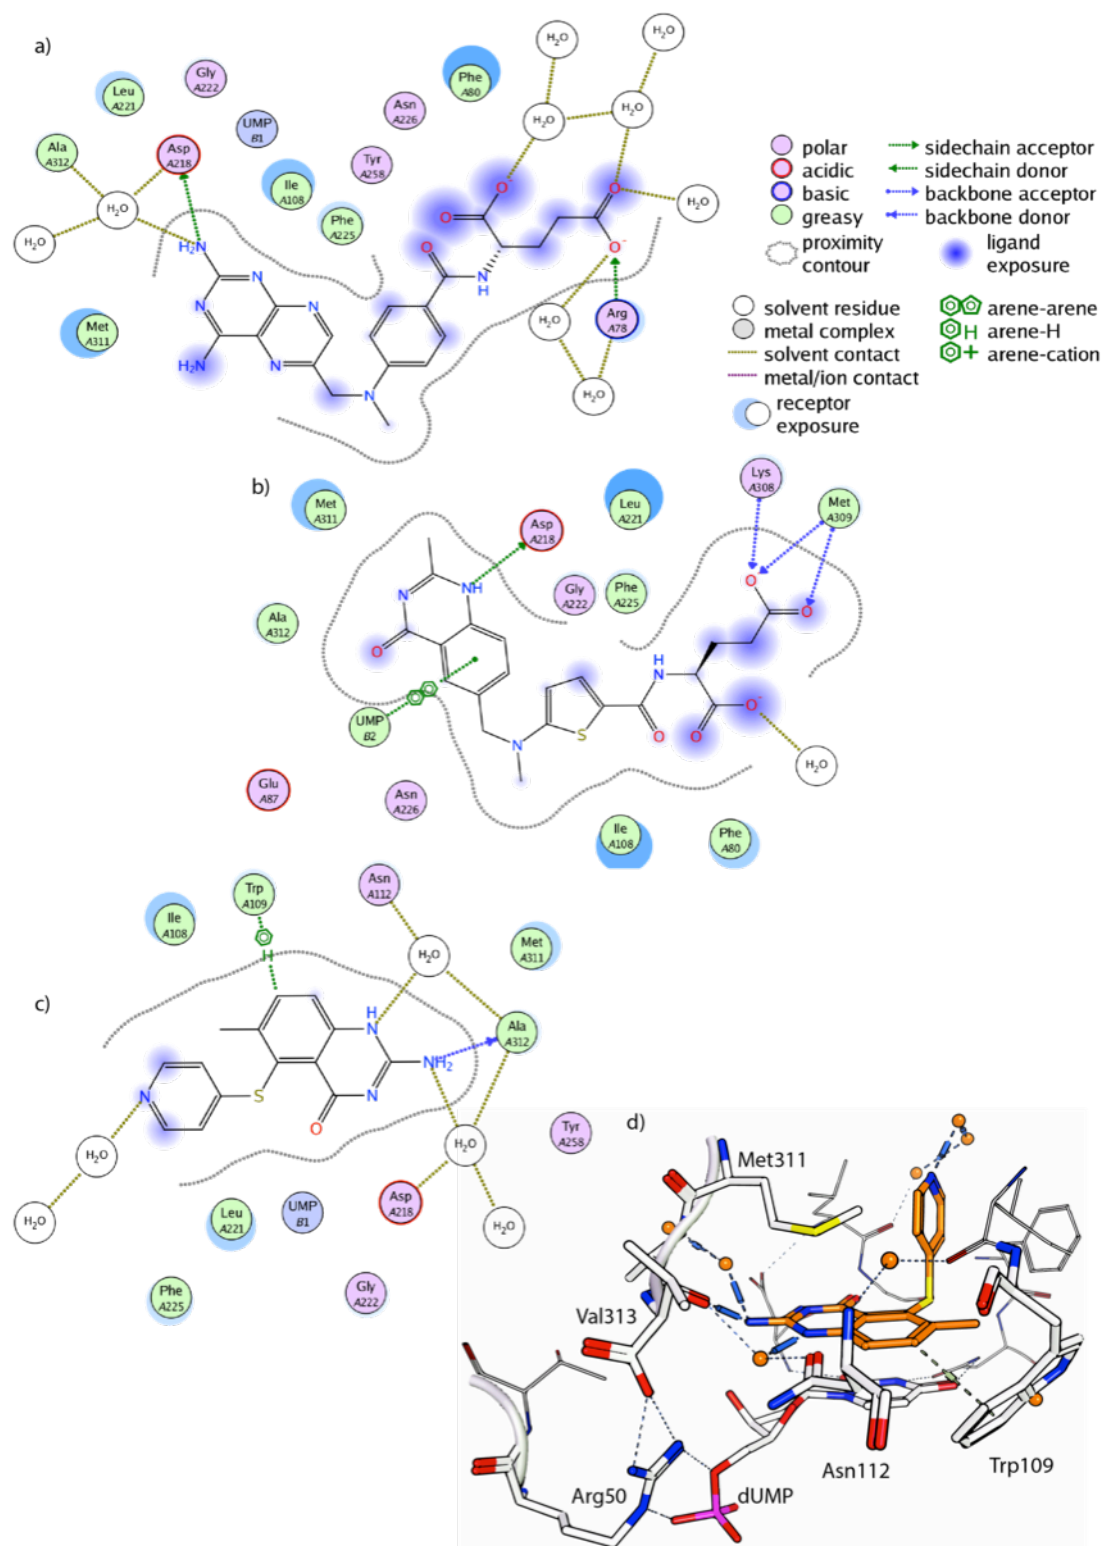 a)
Leu
A221
Gly
A222
UMP
B1
Ala
A312
Asp
A218
H₂O
H₂O
Met
A311
Ile
A108
Phe
A225
Tyr
A258
Asn
A226
Phe
A80
H₂O
H₂O
H₂O
H₂O
H₂O
H₂O
H₂O
Arg
A78
H₂N
N
N
N
N
H₂N
N
O
N
H
O
O
O
O⁻
polar
acidic
basic
greasy
proximity
contour
sidechain acceptor
sidechain donor
backbone acceptor
backbone donor
ligand
exposure
solvent residue
metal complex
solvent contact
metal/ion contact
receptor
exposure
arene-arene
H arene-H
+ arene-cation
b)
Met
A311
Asp
A218
Leu
A221
Lys
A308
Met
A309
Gly
A222
Phe
A225
Ala
A312
UMP
B2
Glu
A87
Asn
A226
Ile
A108
Phe
A80
H₂O
N
NH
O
N
S
H
N
O
O
O⁻
O
O
c)
Ile
A108
Trp
A109
H
Asn
A112
H₂O
Met
A311
Ala
A312
H
N
NH₂
N
O
S
N
H₂O
H₂O
H₂O
H₂O
Tyr
A258
Asp
A218
Leu
A221
UMP
B1
Phe
A225
Gly
A222
d)
Met311
Val313
Arg50
dUMP
Asn112
Trp109